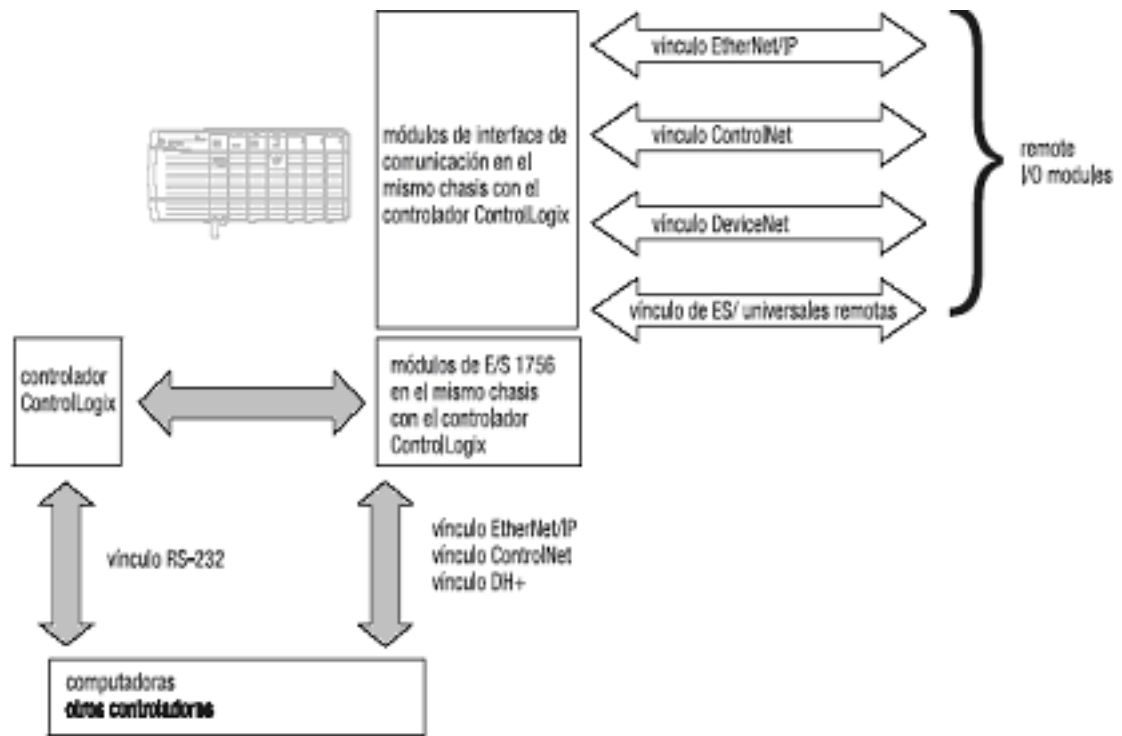 vínculo EtherNet/IP
módulos de interface de
comunicación en el
mismo chasis con el
controlador ControlLogix
vínculo ControlNet
remote
I/O modules
vínculo DeviceNet
vínculo de ES/ universales remotas
controlador
ControlLogix
módulos de E/S 1756
en el mismo chasis
con el controlador
ControlLogix
vínculo RS-232
vínculo EtherNet/IP
vínculo ControlNet
vínculo DH+
computadoras
otros controladores